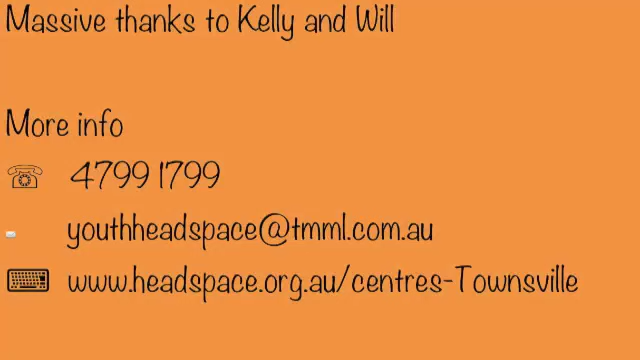 Massive thanks to Kelly and Will
More info
4799 1799
youthheadspace@tmml.com.au
www.headspace.org.au/centres-Townsville